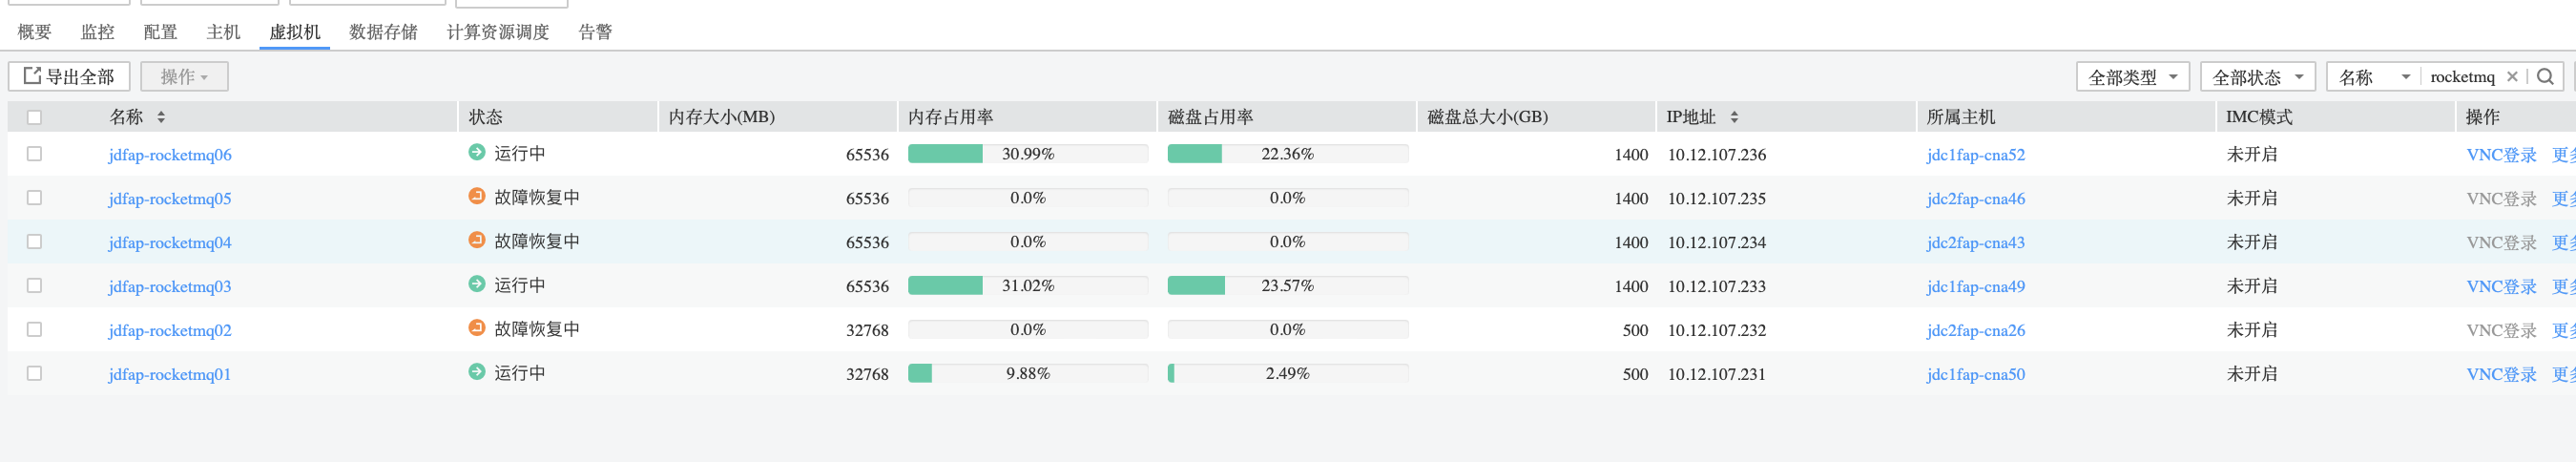 概要 监控 配置 主机 虚拟机 数据存储 计算资源调度 告警
导出全部 操作 全部类型 全部状态 名称 rocketmq
名称 状态 内存大小(MB) 内存占用率 磁盘占用率 磁盘总大小(GB) IP地址 所属主机 IMC模式 操作
jdfap-rocketmq06 运行中 65536 30.99% 22.36% 1400 10.12.107.236 jdc1fap-cna52 未开启 VNC登录 更多
jdfap-rocketmq05 故障恢复中 65536 0.0% 0.0% 1400 10.12.107.235 jdc2fap-cna46 未开启 VNC登录 更多
jdfap-rocketmq04 故障恢复中 65536 0.0% 0.0% 1400 10.12.107.234 jdc2fap-cna43 未开启 VNC登录 更多
jdfap-rocketmq03 运行中 65536 31.02% 23.57% 1400 10.12.107.233 jdc1fap-cna49 未开启 VNC登录 更多
jdfap-rocketmq02 故障恢复中 32768 0.0% 0.0% 500 10.12.107.232 jdc2fap-cna26 未开启 VNC登录 更多
jdfap-rocketmq01 运行中 32768 9.88% 2.49% 500 10.12.107.231 jdc1fap-cna50 未开启 VNC登录 更多